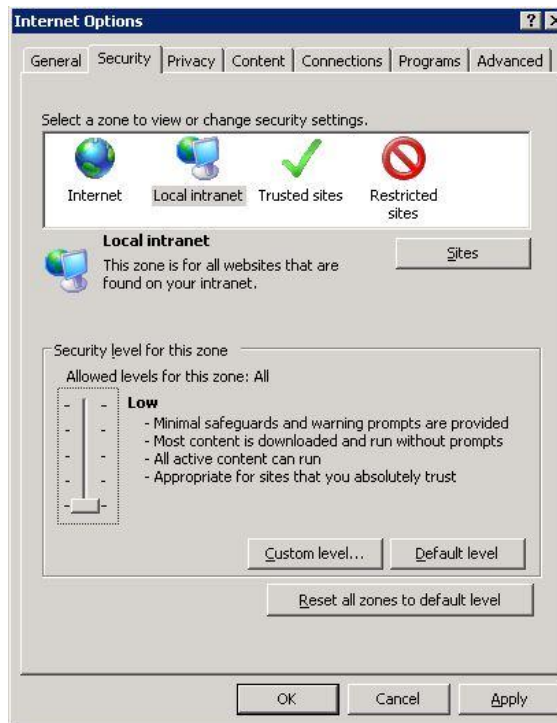 Internet Options
General Security Privacy Content Connections Programs Advanced
Select a zone to view or change security settings.
Internet Local intranet Trusted sites Restricted
sites
Local intranet
This zone is for all websites that are
found on your intranet.
Sites
Security level for this zone
Allowed levels for this zone: All
Low
- Minimal safeguards and warning prompts are provided
- Most content is downloaded and run without prompts
- All active content can run
- Appropriate for sites that you absolutely trust
Custom level... Default level
Reset all zones to default level
OK Cancel Apply